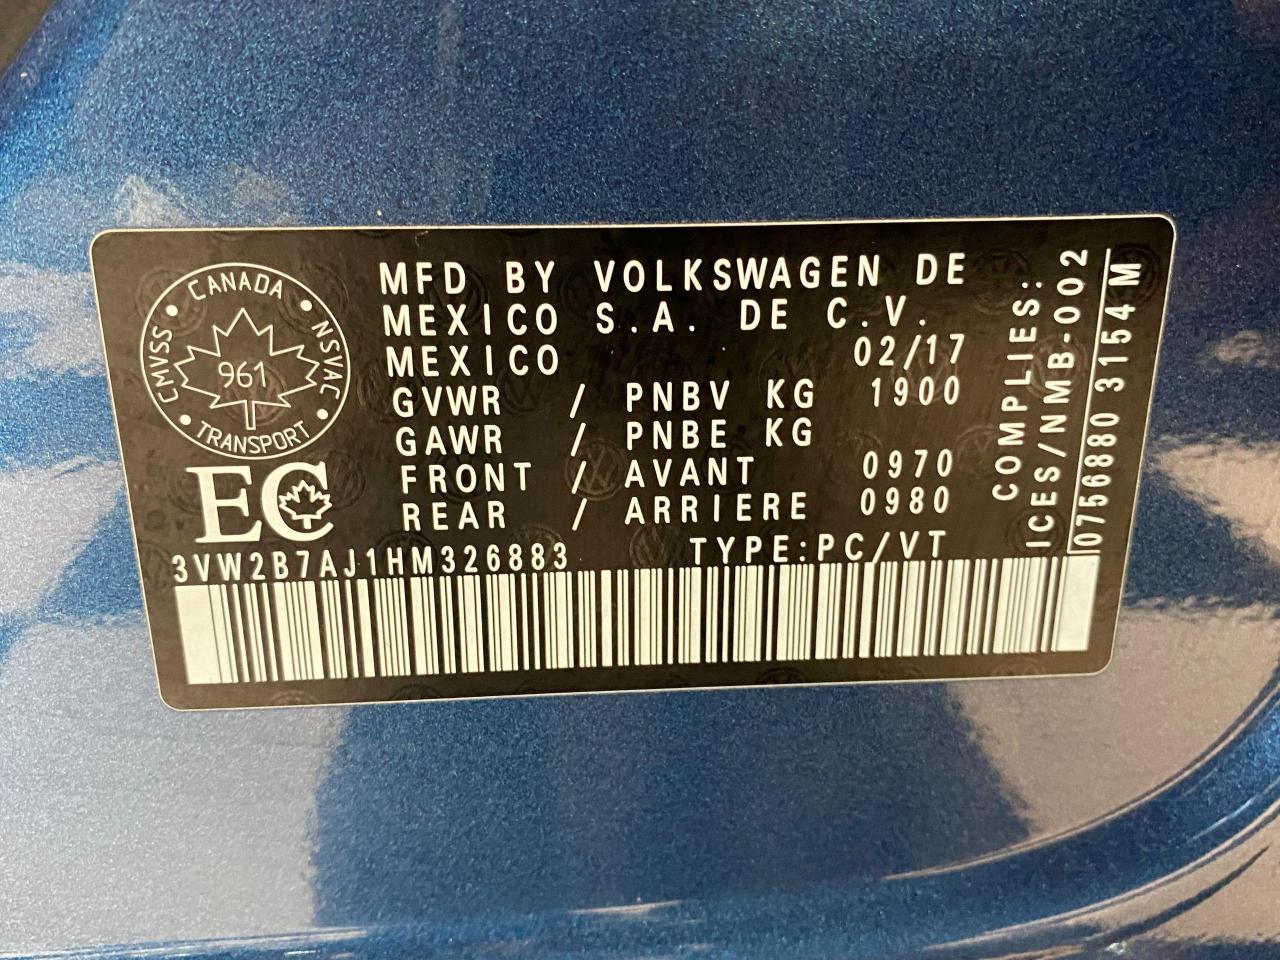 CANADA
CMVSS
NSVAC
961
TRANSPORT
EC
MFD BY VOLKSWAGEN DE
MEXICO S.A. DE C.V.
MEXICO 02/17
GVWR / PNBV KG 1900
GAWR / PNBE KG
FRONT / AVANT 0970
REAR / ARRIERE 0980
3VW2B7AJ1HM326883 TYPE:PC/VT
COMPLIES:
ICES/NMB-002
0756880 3154 M